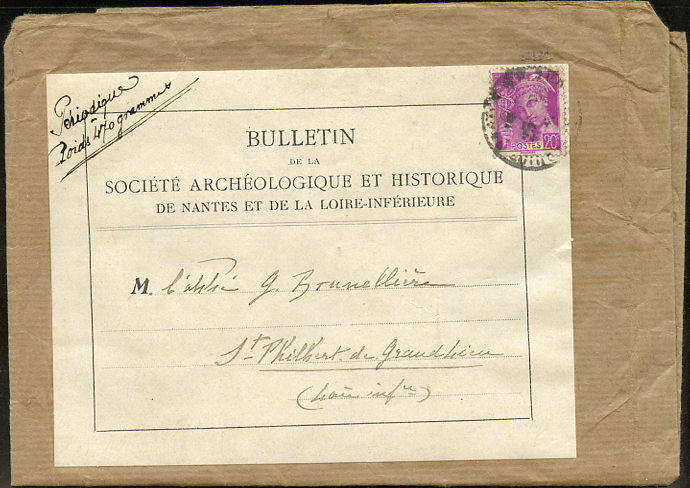 Périodique
Poids 470 grammes
BULLETIN
DE LA
SOCIÉTÉ ARCHÉOLOGIQUE ET HISTORIQUE
DE NANTES ET DE LA LOIRE-INFÉRIEURE
M. l'abbé G. Brunellière
St Philbert de Grandlieu
(Loire infre)
POSTES
20